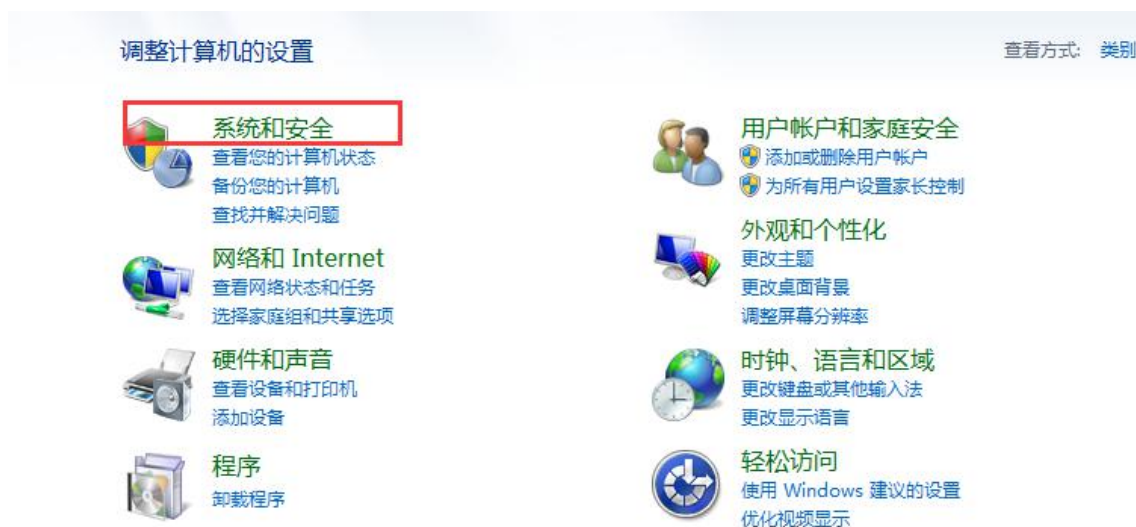 调整计算机的设置
查看方式: 类别
系统和安全
查看您的计算机状态
备份您的计算机
查找并解决问题
网络和 Internet
查看网络状态和任务
选择家庭组和共享选项
硬件和声音
查看设备和打印机
添加设备
程序
卸载程序
用户帐户和家庭安全
添加或删除用户帐户
为所有用户设置家长控制
外观和个性化
更改主题
更改桌面背景
调整屏幕分辨率
时钟、语言和区域
更改键盘或其他输入法
更改显示语言
轻松访问
使用 Windows 建议的设置
优化视频显示